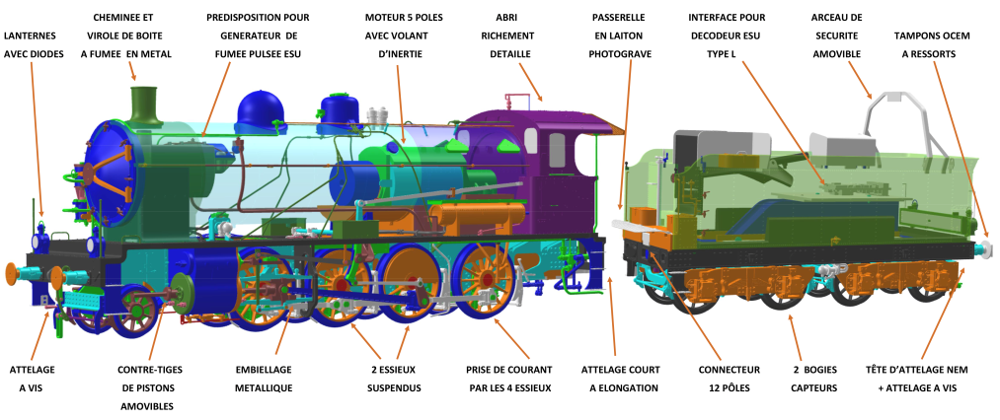 LANTERNES
AVEC DIODES
CHEMINEE ET
VIROLE DE BOITE
A FUMEE EN METAL
PREDISPOSITION POUR
GENERATEUR DE
FUMEE PULSEE ESU
MOTEUR 5 POLES
AVEC VOLANT
D’INERTIE
ABRI
RICHEMENT
DETAILLE
PASSERELLE
EN LAITON
PHOTOGRAVE
INTERFACE POUR
DECODEUR ESU
TYPE L
ARCEAU DE
SECURITE
AMOVIBLE
TAMPONS OCEM
A RESSORTS
ATTELAGE
A VIS
CONTRE-TIGES
DE PISTONS
AMOVIBLES
EMBIELLAGE
METALLIQUE
2 ESSIEUX
SUSPENDUS
PRISE DE COURANT
PAR LES 4 ESSIEUX
ATTELAGE COURT
A ELONGATION
CONNECTEUR
12 PÔLES
2 BOGIES
CAPTEURS
TÊTE D’ATTELAGE NEM
+ ATTELAGE A VIS